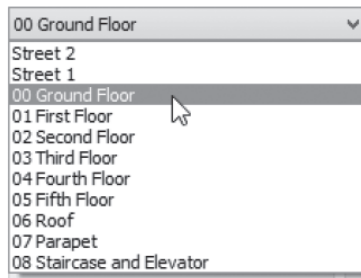 00 Ground Floor
Street 2
Street 1
00 Ground Floor
01 First Floor
02 Second Floor
03 Third Floor
04 Fourth Floor
05 Fifth Floor
06 Roof
07 Parapet
08 Staircase and Elevator